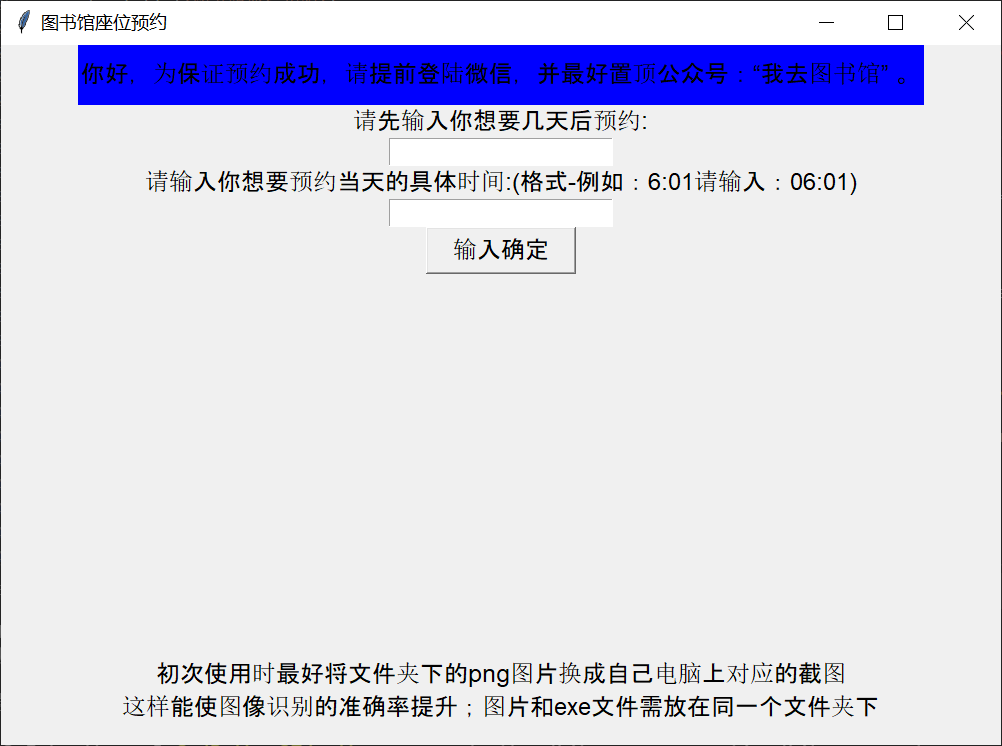 图书馆座位预约
你好，为保证预约成功，请提前登陆微信，并最好置顶公众号：“我去图书馆” 。
请先输入你想要几天后预约:
请输入你想要预约当天的具体时间:(格式-例如：6:01请输入：06:01)
输入确定
初次使用时最好将文件夹下的png图片换成自己电脑上对应的截图
这样能使图像识别的准确率提升；图片和exe文件需放在同一个文件夹下